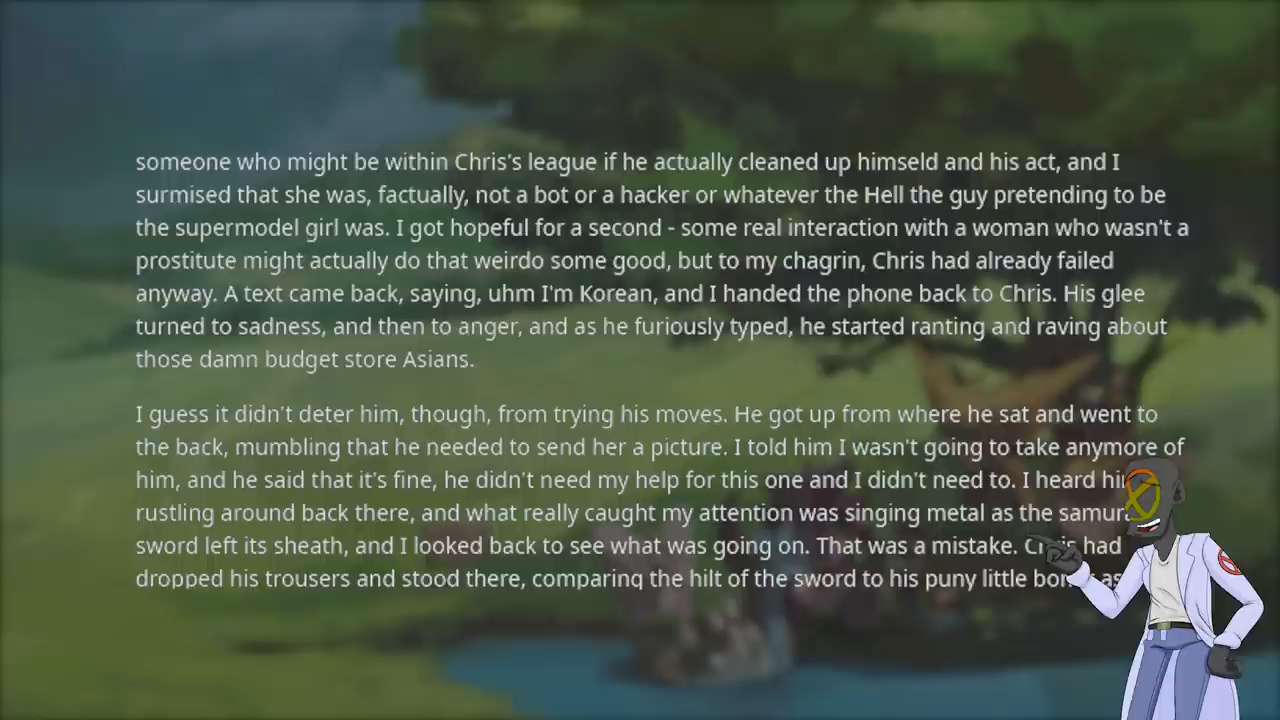 someone who might be within Chris's league if he actually cleaned up himseld and his act, and I
surmised that she was, factually, not a bot or a hacker or whatever the Hell the guy pretending to be
the supermodel girl was. I got hopeful for a second - some real interaction with a woman who wasn't a
prostitute might actually do that weirdo some good, but to my chagrin, Chris had already failed
anyway. A text came back, saying, uhm I'm Korean, and I handed the phone back to Chris. His glee
turned to sadness, and then to anger, and as he furiously typed, he started ranting and raving about
those damn budget store Asians.
I guess it didn't deter him, though, from trying his moves. He got up from where he sat and went to
the back, mumbling that he needed to send her a picture. I told him I wasn't going to take anymore of
him, and he said that it's fine, he didn't need my help for this one and I didn't need to. I heard
rustling around back there, and what really caught my attention was singing metal as the
sword left its sheath, and I looked back to see what was going on. That was a mistake. had
dropped his trousers and stood there, comparing the hilt of the sword to his puny little